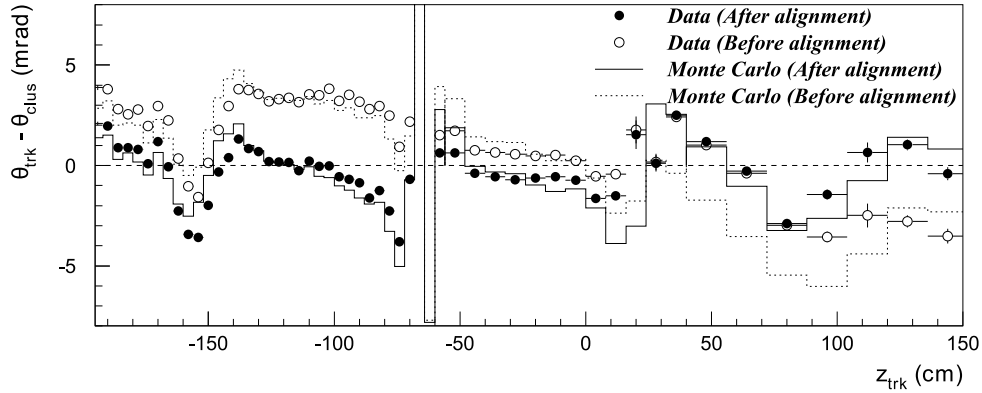 θtrk - θclus (mrad)
5
0
-5
Data (After alignment)
Data (Before alignment)
Monte Carlo (After alignment)
Monte Carlo (Before alignment)
-150 -100 -50 0 50 100 150
ztrk (cm)